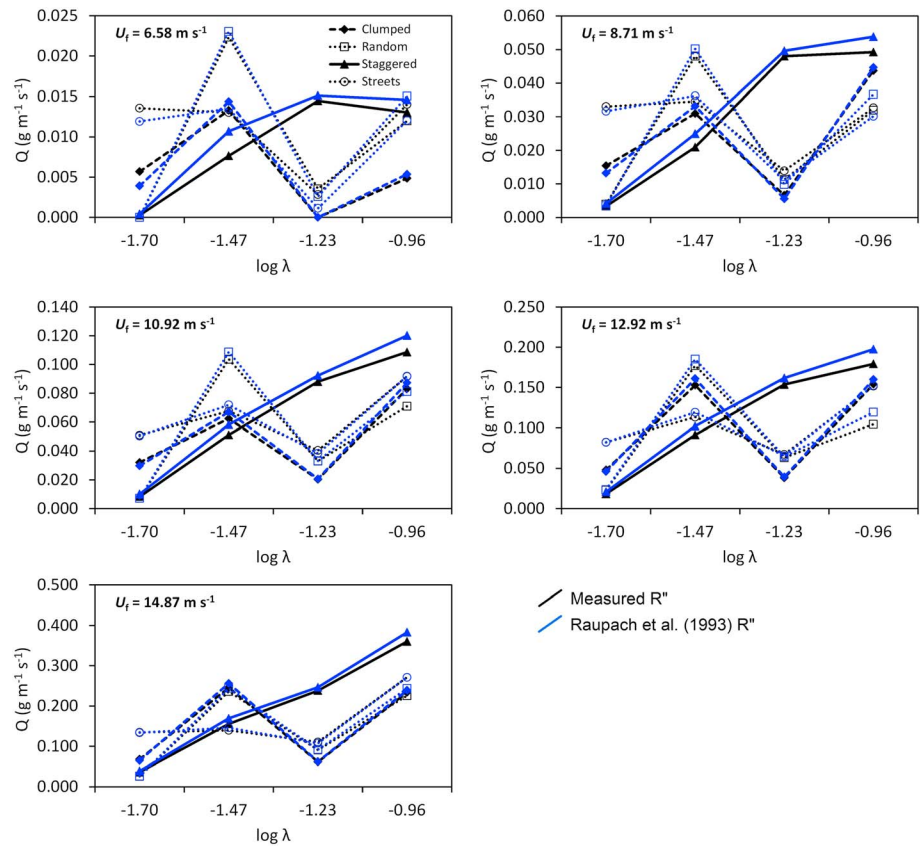 U_f = 6.58 m s⁻¹
Clumped
Random
Staggered
Streets
Q (g m⁻¹ s⁻¹)
0.025
0.020
0.015
0.010
0.005
0.000
-1.70 -1.47 -1.23 -0.96
log λ
U_f = 8.71 m s⁻¹
Q (g m⁻¹ s⁻¹)
0.060
0.050
0.040
0.030
0.020
0.010
0.000
-1.70 -1.47 -1.23 -0.96
log λ
U_f = 10.92 m s⁻¹
Q (g m⁻¹ s⁻¹)
0.140
0.120
0.100
0.080
0.060
0.040
0.020
0.000
-1.70 -1.47 -1.23 -0.96
log λ
U_f = 12.92 m s⁻¹
Q (g m⁻¹ s⁻¹)
0.250
0.200
0.150
0.100
0.050
0.000
-1.70 -1.47 -1.23 -0.96
log λ
U_f = 14.87 m s⁻¹
Q (g m⁻¹ s⁻¹)
0.500
0.400
0.300
0.200
0.100
0.000
-1.70 -1.47 -1.23 -0.96
log λ
Measured R"
Raupach et al. (1993) R"